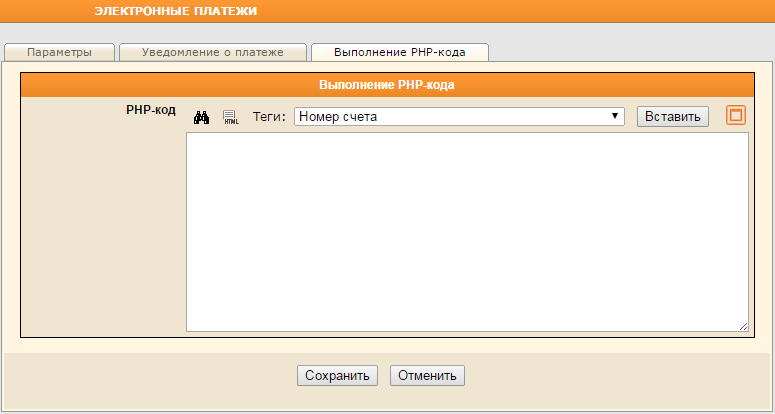 ЭЛЕКТРОННЫЕ ПЛАТЕЖИ
Параметры Уведомление о платеже Выполнение PHP-кода
Выполнение PHP-кода
PHP-код HTML Теги: Номер счета Вставить
Сохранить Отменить